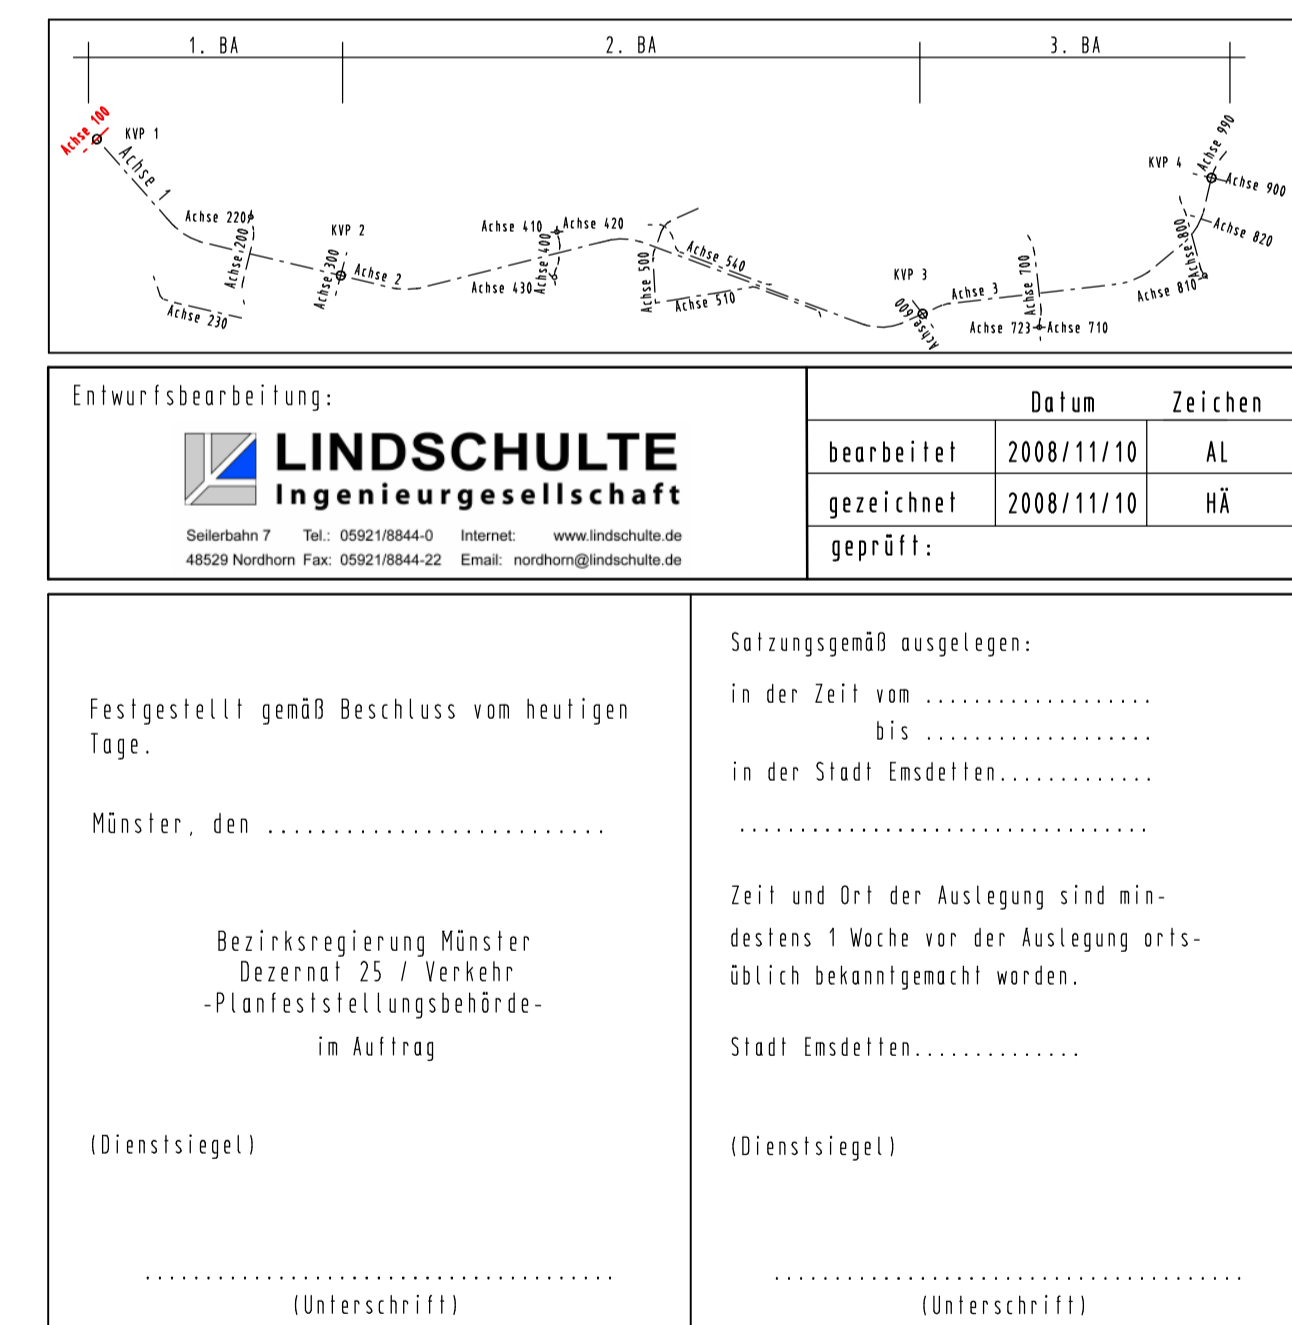 1. BA
2. BA
3. BA
Achse 100
KVP 1
Achse 1
Achse 220
Achse 200
Achse 230
KVP 2
Achse 300
Achse 2
Achse 410
Achse 420
Achse 400
Achse 430
Achse 500
Achse 540
Achse 510
KVP 3
Achse 600
Achse 3
Achse 700
Achse 723
Achse 710
KVP 4
Achse 990
Achse 900
Achse 820
Achse 800
Achse 810
Entwurfsbearbeitung:
LINDSCHULTE
Ingenieurgesellschaft
Seilerbahn 7 Tel.: 05921/8844-0 Internet: www.lindschulte.de
48529 Nordhorn Fax: 05921/8844-22 Email: nordhorn@lindschulte.de
Datum Zeichen
bearbeitet 2008/11/10 AL
gezeichnet 2008/11/10 HÄ
geprüft:
Festgestellt gemäß Beschluss vom heutigen
Tage.
Münster, den ..........................
Bezirksregierung Münster
Dezernat 25 / Verkehr
-Planfeststellungsbehörde-
im Auftrag
(Dienstsiegel)
.......................................
(Unterschrift)
Satzungsgemäß ausgelegen:
in der Zeit vom ...................
bis ...................
in der Stadt Emsdetten.............
..................................
Zeit und Ort der Auslegung sind min-
destens 1 Woche vor der Auslegung orts-
üblich bekanntgemacht worden.
Stadt Emsdetten..............
(Dienstsiegel)
.......................................
(Unterschrift)